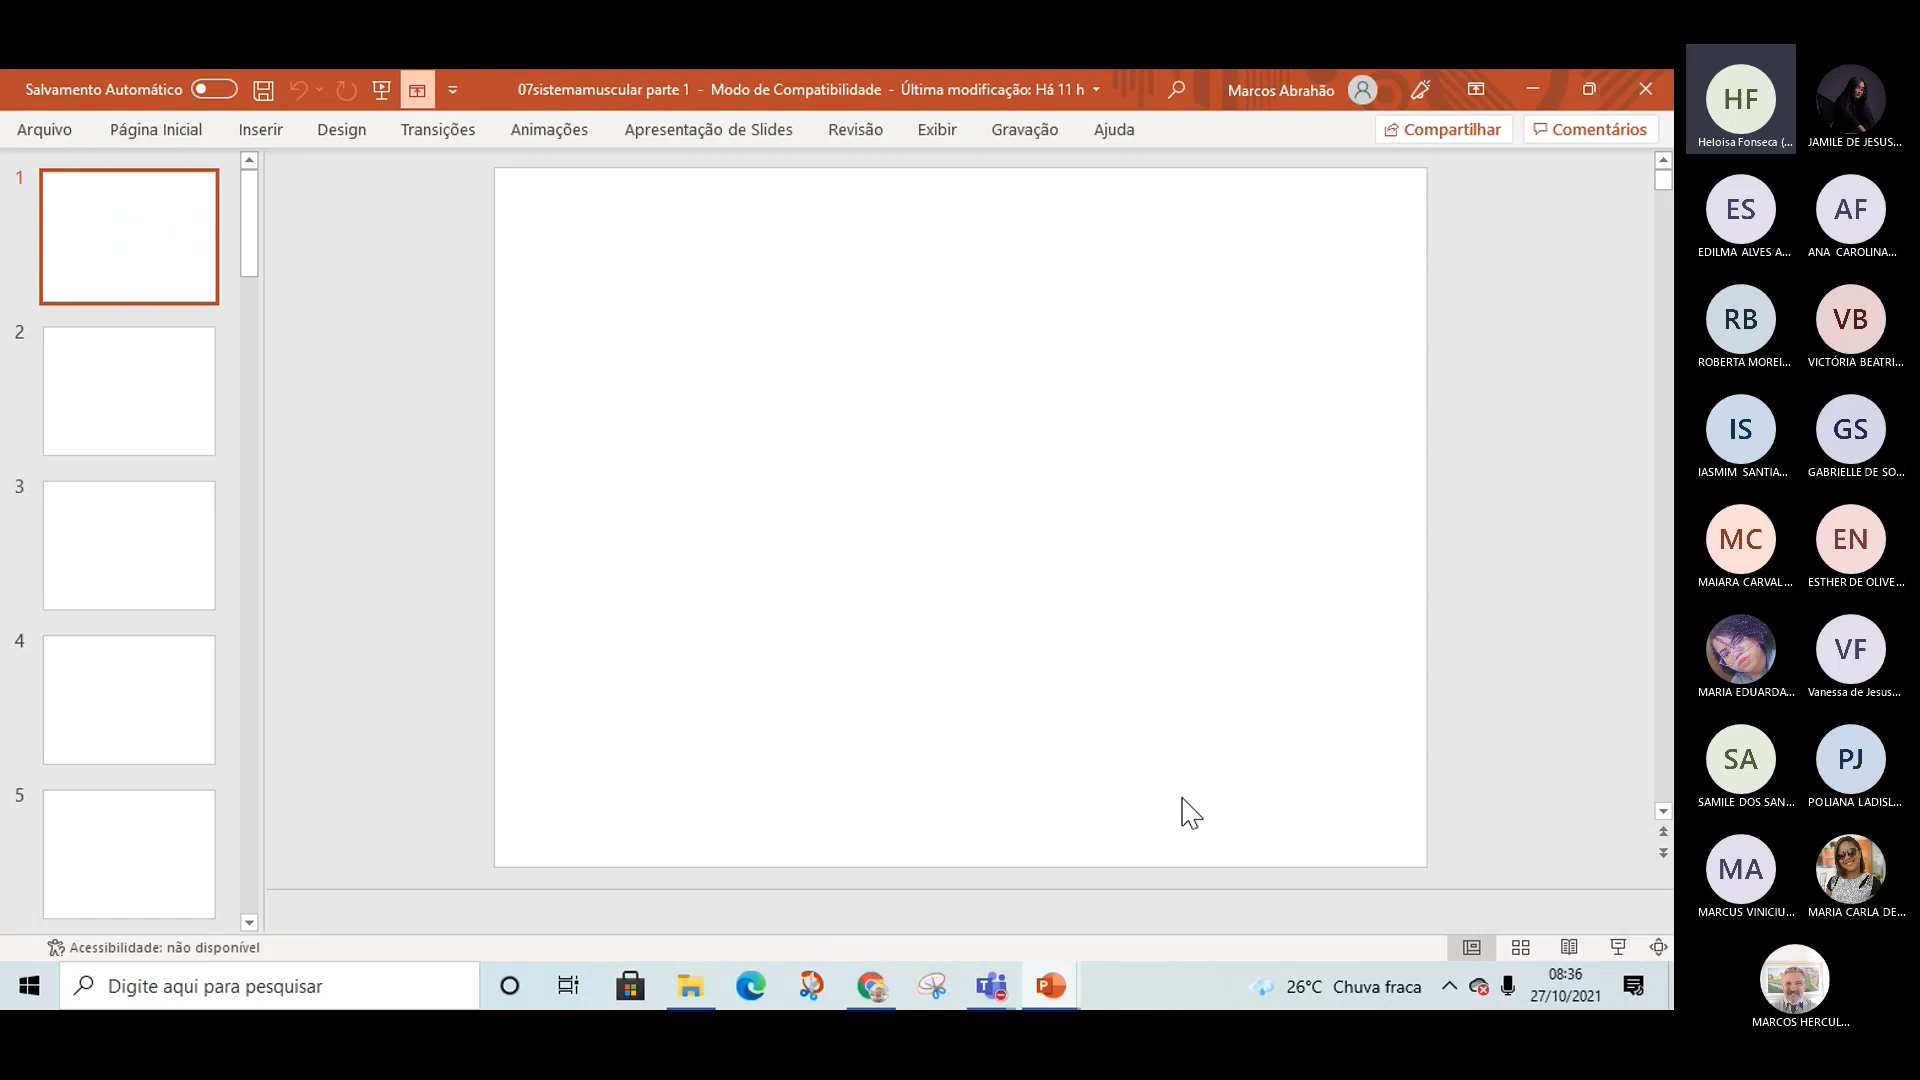 Salvamento Automático
07sistemamuscular parte 1 - Modo de Compatibilidade - Última modificação: Há 11 h
Marcos Abrahão
Arquivo Página Inicial Inserir Design Transições Animações Apresentação de Slides Revisão Exibir Gravação Ajuda
Compartilhar Comentários
1
2
3
4
5
Acessibilidade: não disponível
Digite aqui para pesquisar
26°C Chuva fraca
08:36
27/10/2021
HF
Heloisa Fonseca (...
JAMILE DE JESUS...
ES
EDILMA ALVES A...
AF
ANA CAROLINA...
RB
ROBERTA MOREI...
VB
VICTÓRIA BEATRI...
IS
IASMIM SANTIA...
GS
GABRIELLE DE SO...
MC
MAIARA CARVAL...
EN
ESTHER DE OLIVE...
MARIA EDUARDA...
VF
Vanessa de Jesus...
SA
SAMILE DOS SAN...
PJ
POLIANA LADISL...
MA
MARCUS VINICIU...
MARIA CARLA DE...
MARCOS HERCUL...